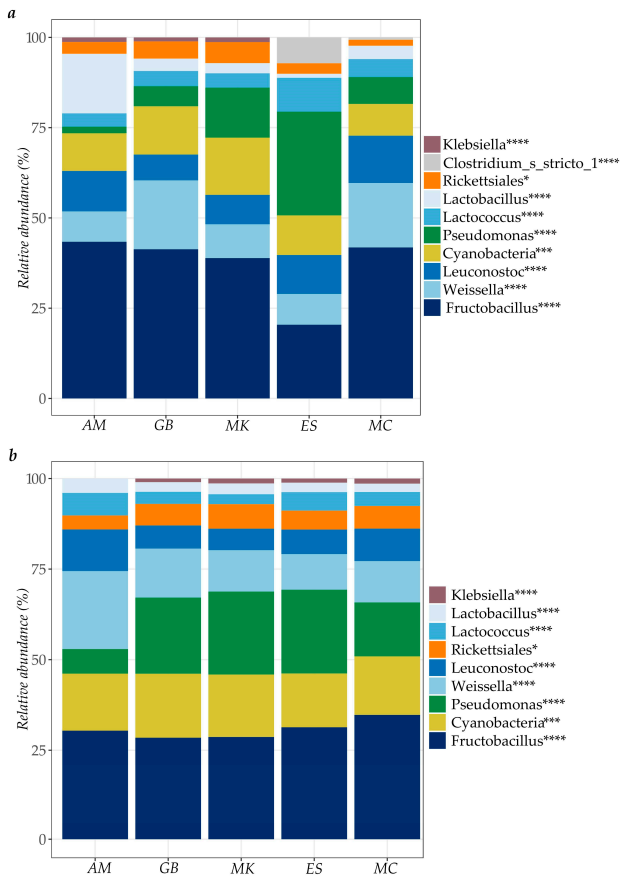 a
100
75
50
25
0
Relative abundance (%)
AM GB MK ES MC
Klebsiella****
Clostridium_s_stricto_1****
Rickettsiales*
Lactobacillus****
Lactococcus****
Pseudomonas****
Cyanobacteria***
Leuconostoc****
Weissella****
Fructobacillus****
b
100
75
50
25
0
Relative abundance (%)
AM GB MK ES MC
Klebsiella****
Lactobacillus****
Lactococcus****
Rickettsiales*
Leuconostoc****
Weissella****
Pseudomonas****
Cyanobacteria***
Fructobacillus****